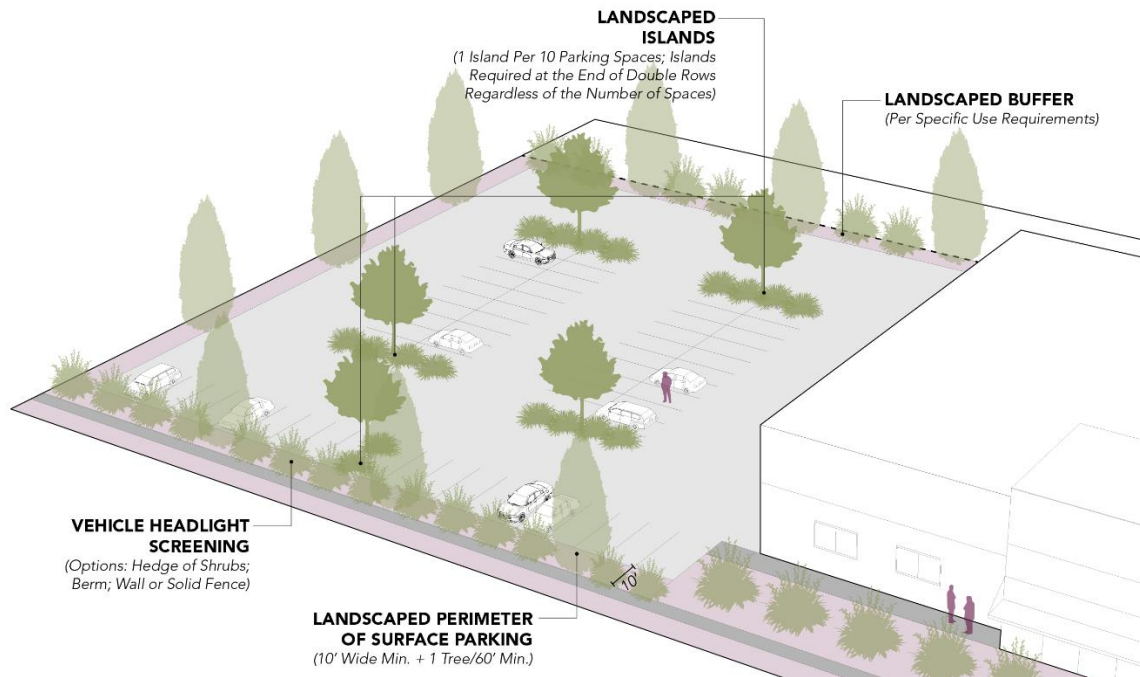 LANDSCAPED
ISLANDS
(1 Island Per 10 Parking Spaces; Islands
Required at the End of Double Rows
Regardless of the Number of Spaces)
LANDSCAPED BUFFER
(Per Specific Use Requirements)
VEHICLE HEADLIGHT
SCREENING
(Options: Hedge of Shrubs;
Berm; Wall or Solid Fence)
10'
LANDSCAPED PERIMETER
OF SURFACE PARKING
(10' Wide Min. + 1 Tree/60' Min.)